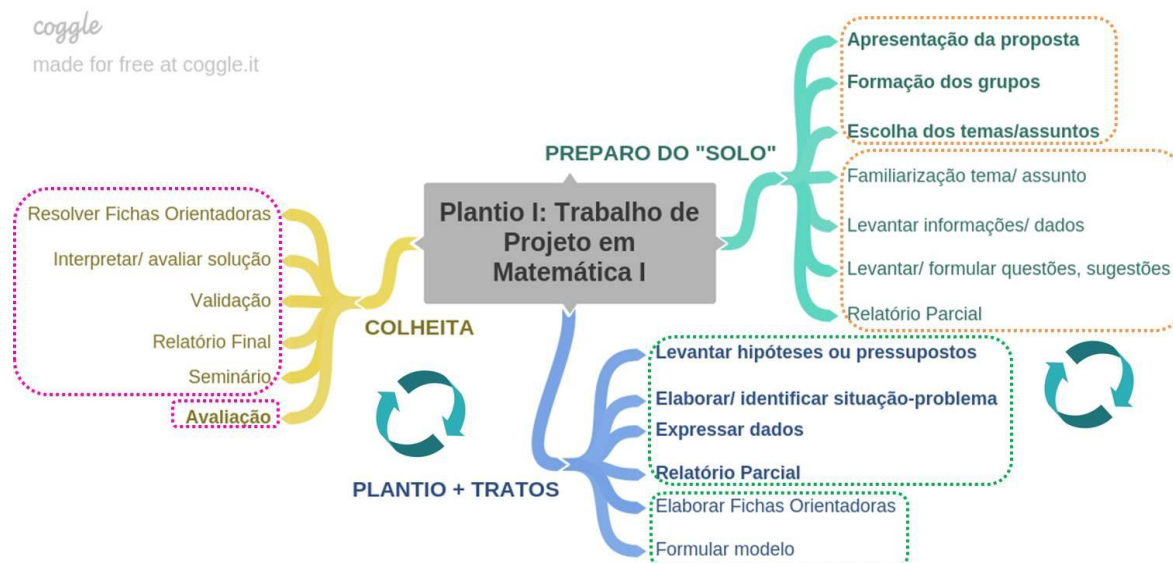 coggle
made for free at coggle.it
Plantio I: Trabalho de
Projeto em
Matemática I
PREPARO DO "SOLO"
Apresentação da proposta
Formação dos grupos
Escolha dos temas/assuntos
Familiarização tema/ assunto
Levantar informações/ dados
Levantar/ formular questões, sugestões
Relatório Parcial
PLANTIO + TRATOS
Levantar hipóteses ou pressupostos
Elaborar/ identificar situação-problema
Expressar dados
Relatório Parcial
Elaborar Fichas Orientadoras
Formular modelo
COLHEITA
Resolver Fichas Orientadoras
Interpretar/ avaliar solução
Validação
Relatório Final
Seminário
Avaliação